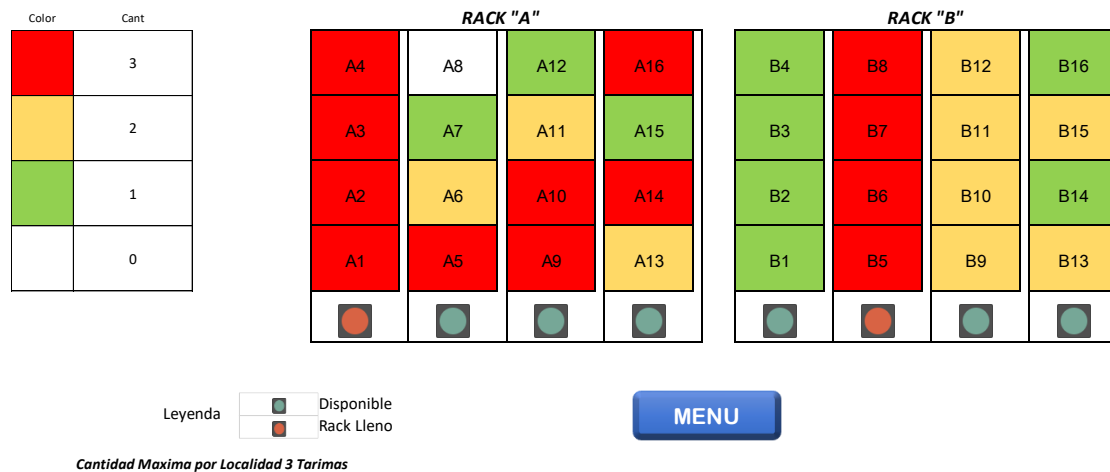 Color Cant
3
2
1
0
RACK "A"
A4 A8 A12 A16
A3 A7 A11 A15
A2 A6 A10 A14
A1 A5 A9 A13
RACK "B"
B4 B8 B12 B16
B3 B7 B11 B15
B2 B6 B10 B14
B1 B5 B9 B13
Leyenda
Disponible
Rack Lleno
MENU
Cantidad Maxima por Localidad 3 Tarimas